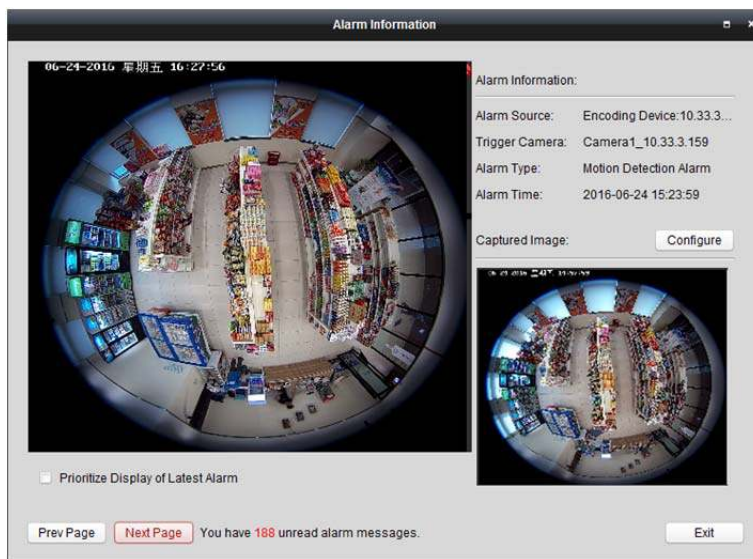 Alarm Information
06-24-2016 星期五 16:27:56
Alarm Information:
Alarm Source: Encoding Device:10.33.3...
Trigger Camera: Camera1_10.33.3.159
Alarm Type: Motion Detection Alarm
Alarm Time: 2016-06-24 15:23:59
Captured Image: Configure
Prioritize Display of Latest Alarm
Prev Page Next Page You have 188 unread alarm messages. Exit